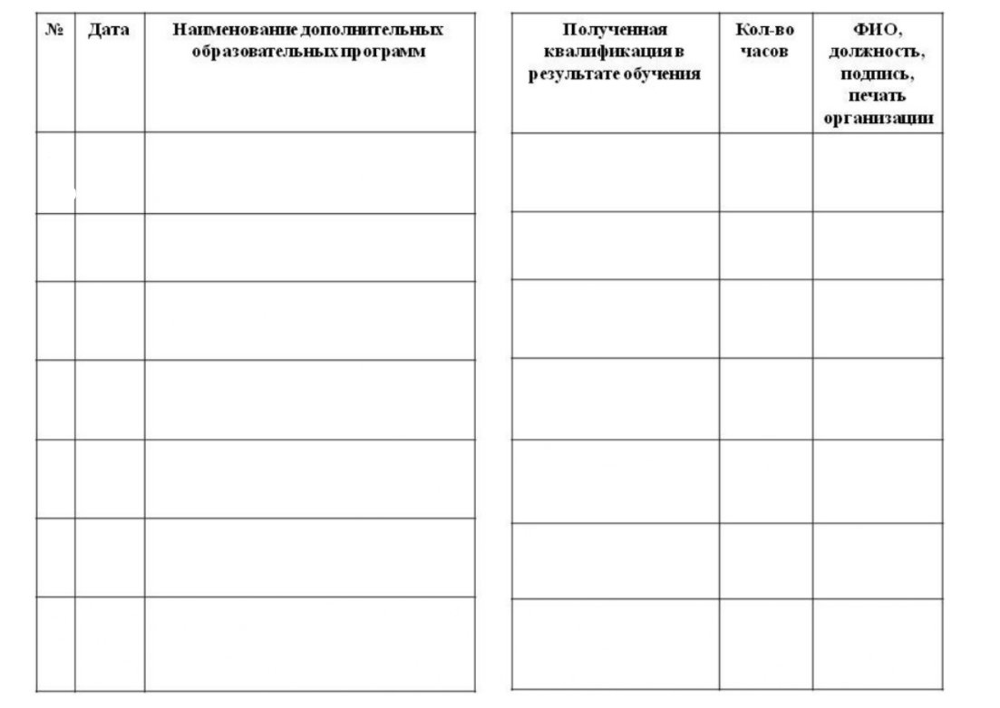 №
Дата
Наименование дополнительных
образовательных программ
Полученная
квалификация в
результате обучения
Кол-во
часов
ФИО,
должность,
подпись,
печать
организации